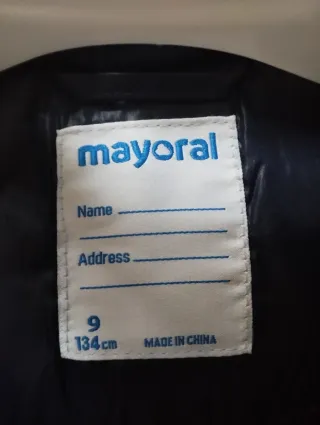 mayoral
Name
Address
9
134cm MADE IN CHINA